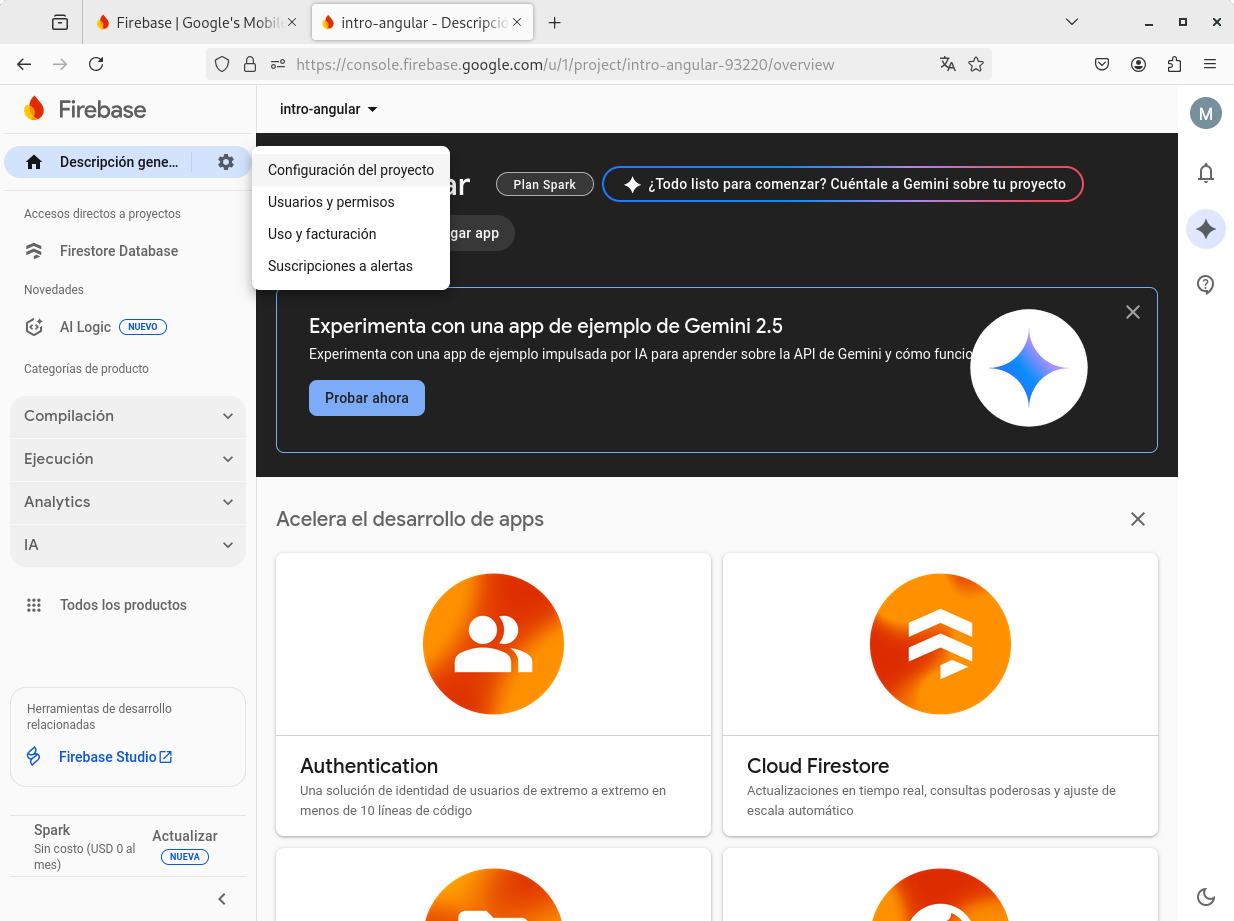 Firebase | Google's Mobil
intro-angular - Descripció
https://console.firebase.google.com/u/1/project/intro-angular-93220/overview
Firebase
intro-angular
M
Descripción gene...
Configuración del proyecto
Usuarios y permisos
Uso y facturación
Suscripciones a alertas
ar
Plan Spark
¿Todo listo para comenzar? Cuéntale a Gemini sobre tu proyecto
gar app
Accesos directos a proyectos
Firestore Database
Novedades
AI Logic NUEVO
Categorías de producto
Compilación
Ejecución
Analytics
IA
Todos los productos
Herramientas de desarrollo
relacionadas
Firebase Studio
Spark
Sin costo (USD 0 al
mes)
Actualizar
NUEVA
Experimenta con una app de ejemplo de Gemini 2.5
Experimenta con una app de ejemplo impulsada por IA para aprender sobre la API de Gemini y cómo funcio
Probar ahora
Acelera el desarrollo de apps
Authentication
Una solución de identidad de usuarios de extremo a extremo en
menos de 10 líneas de código
Cloud Firestore
Actualizaciones en tiempo real, consultas poderosas y ajuste de
escala automático